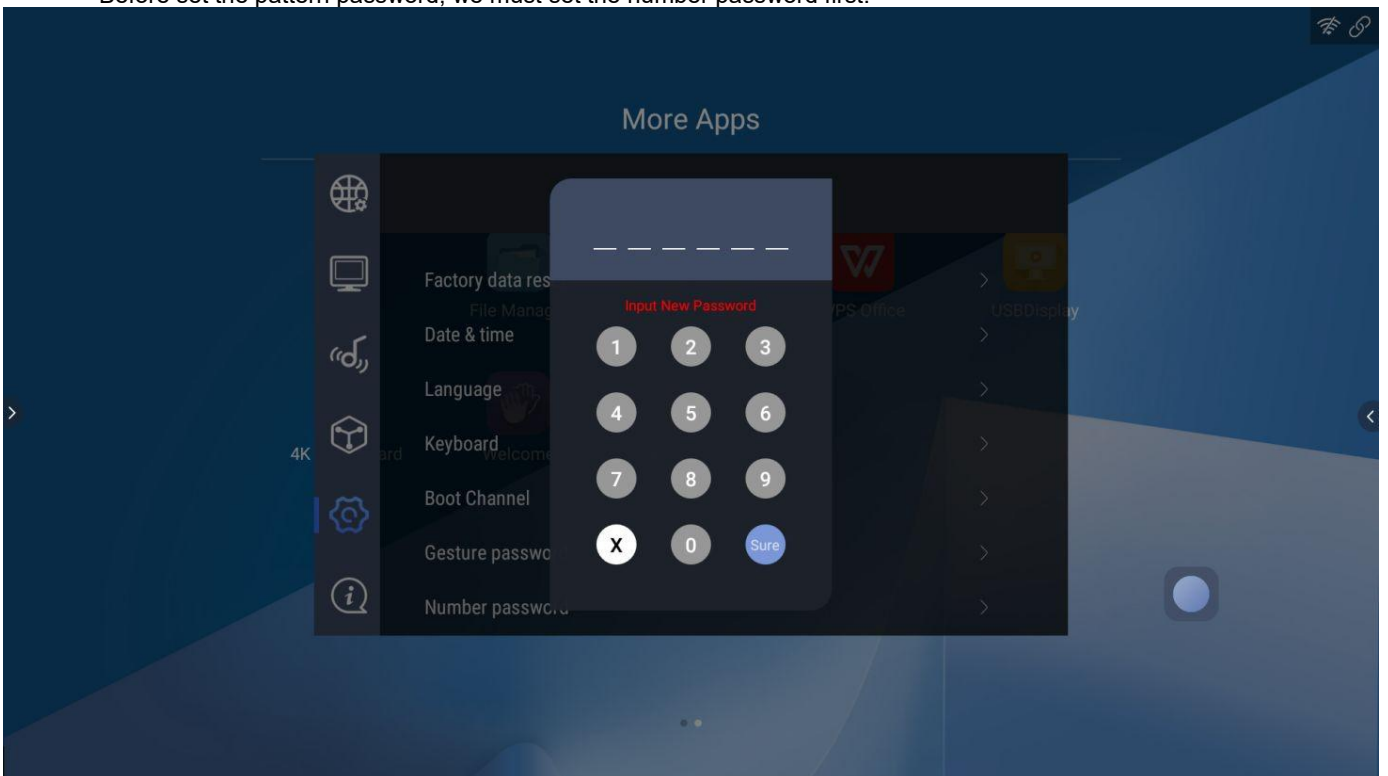 Before set the pattern password, we must set the number password first.
More Apps
Factory data res
File Manag
VPS Office
USBDisplay
Input New Password
Date & time
1 2 3
Language
4 5 6
4K
ard
Keyboard
Welcome
7 8 9
Boot Channel
X 0 Sure
Gesture passwo
Number password